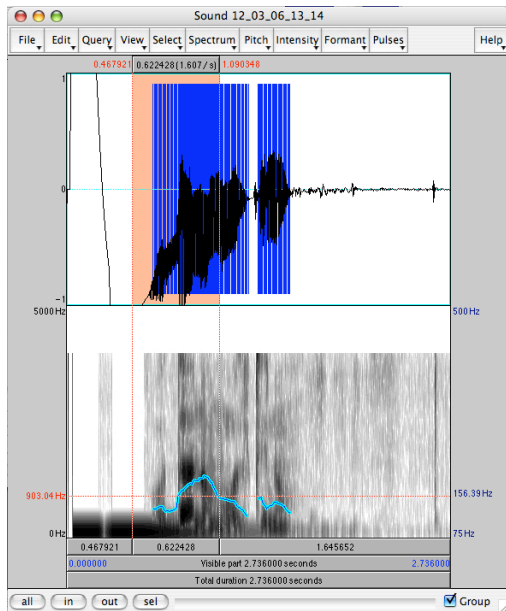 Sound 12_03_06_13_14
File Edit Query View Select Spectrum Pitch Intensity Formant Pulses Help
0.467921 0.622428 (1.607 / s) 1.090348
1
0
-1
5000 Hz 500 Hz
903.04 Hz 156.39 Hz
0 Hz 75 Hz
0.467921 0.622428 1.645652
0.000000 Visible part 2.736000 seconds 2.736000
Total duration 2.736000 seconds
all in out sel Group